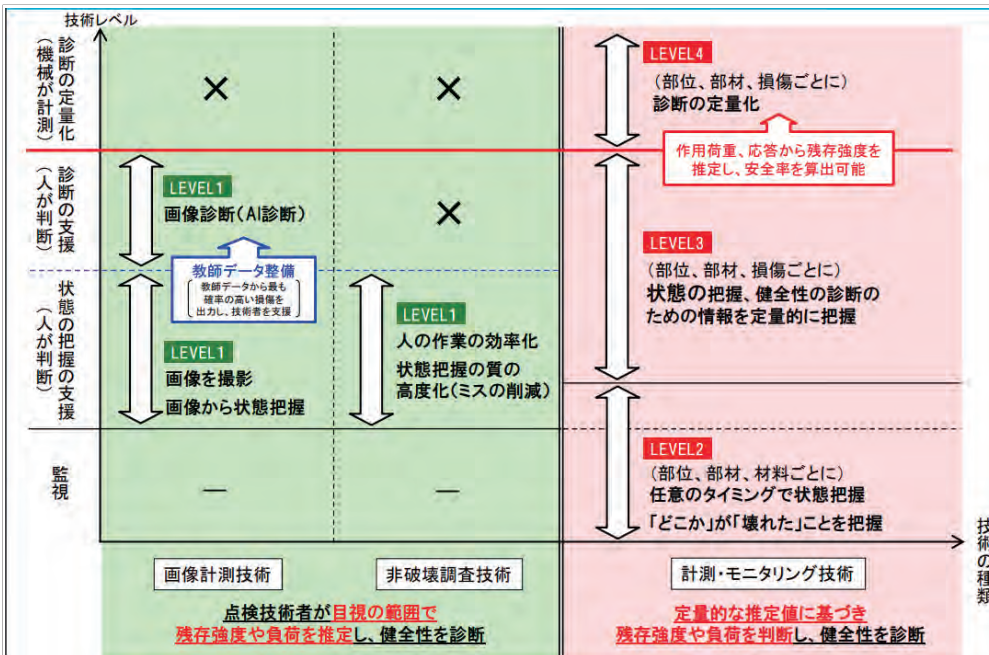 技術レベル
診断の定量化
(機械が計測)
診断の支援
(人が判断)
状態の把握の支援
(人が判断)
監視
×
×
LEVEL4
(部位、部材、損傷ごとに)
診断の定量化
作用荷重、応答から残存強度を
推定し、安全率を算出可能
LEVEL1
画像診断(AI診断)
×
教師データ整備
教師データから最も
確率の高い損傷を
出力し、技術者を支援
LEVEL1
画像を撮影
画像から状態把握
LEVEL1
人の作業の効率化
状態把握の質の
高度化(ミスの削減)
LEVEL3
(部位、部材、損傷ごとに)
状態の把握、健全性の診断の
ための情報を定量的に把握
―
―
LEVEL2
(部位、部材、材料ごとに)
任意のタイミングで状態把握
「どこか」が「壊れた」ことを把握
技術の種類
画像計測技術
非破壊調査技術
計測・モニタリング技術
点検技術者が目視の範囲で
残存強度や負荷を推定し、健全性を診断
定量的な推定値に基づき
残存強度や負荷を判断し、健全性を診断